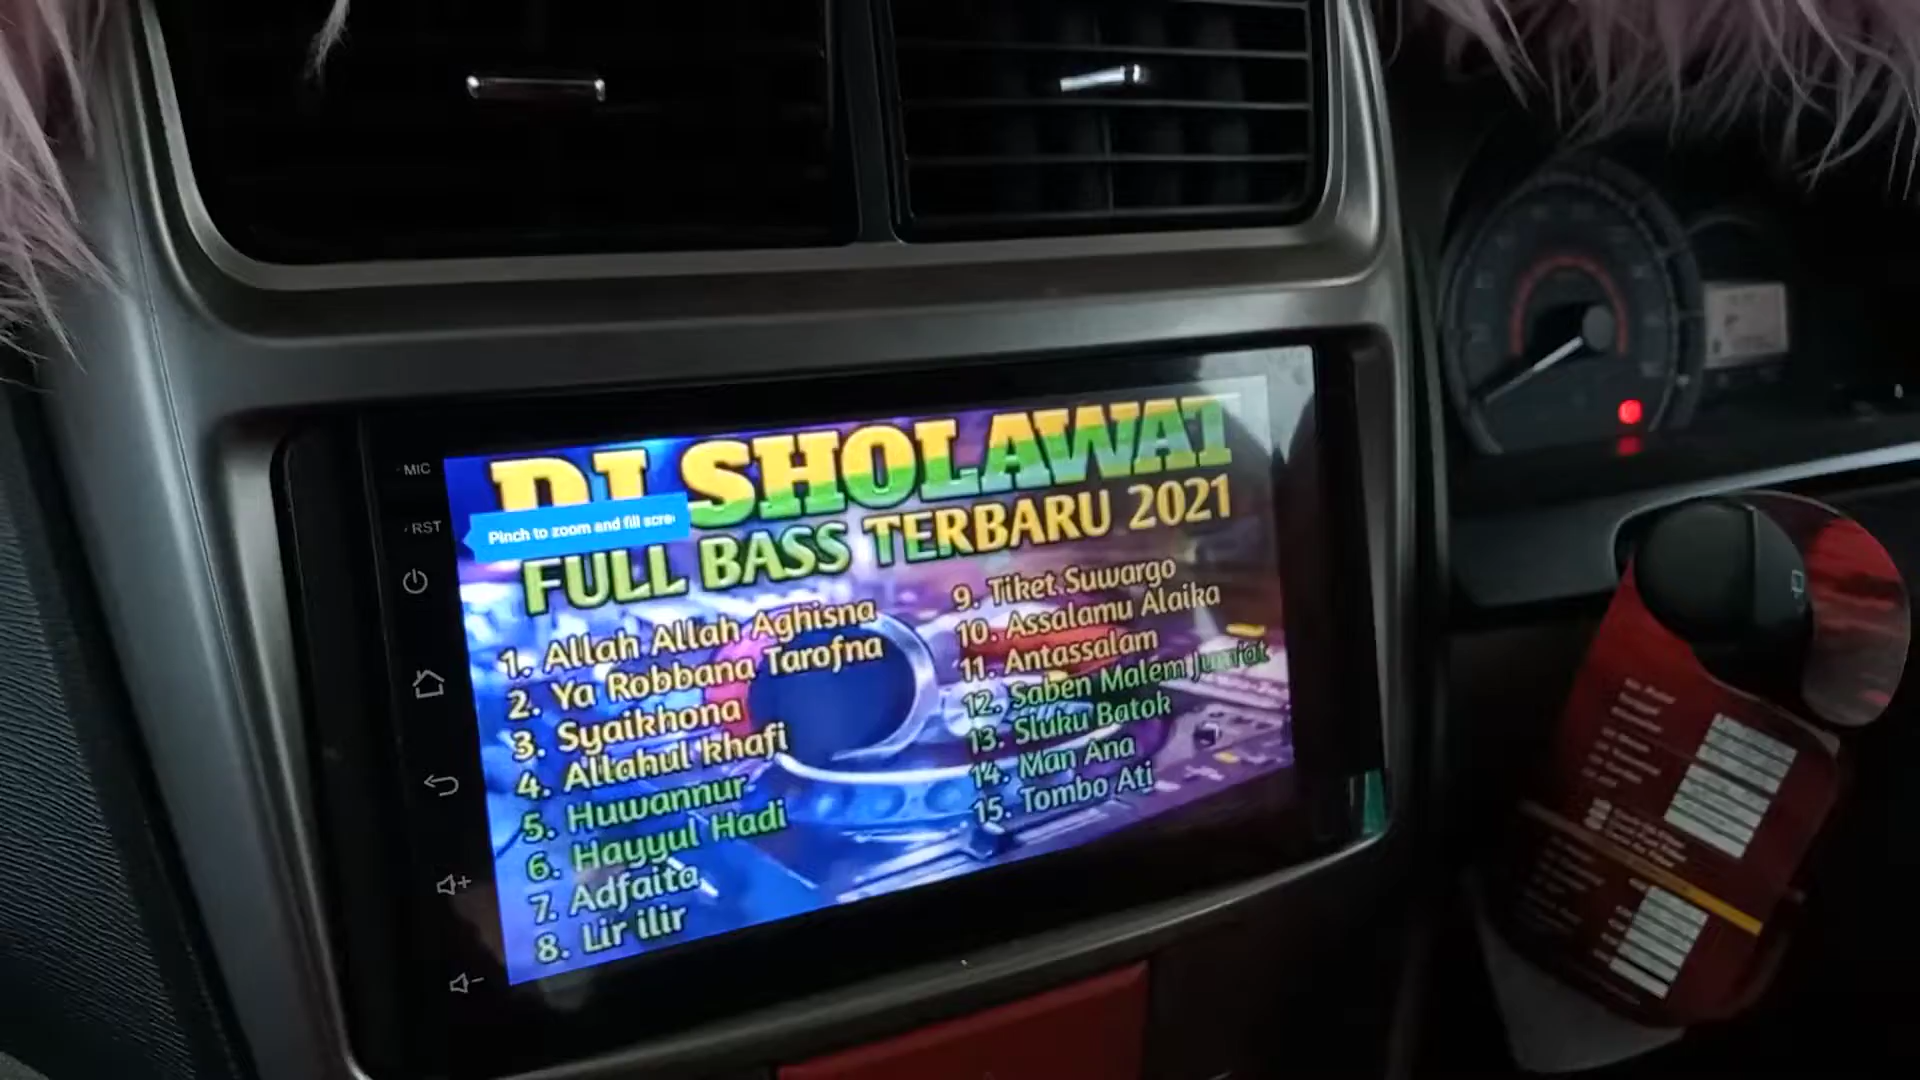 MIC
RST
DJ SHOLAWAT
Pinch to zoom and fill scre
FULL BASS TERBARU 2021
1. Allah Allah Aghisna
2. Ya Robbana Tarofna
3. Syaikhona
4. Allahul khafi
5. Huwannur
6. Hayyul Hadi
7. Adfaita
8. Lir ilir
9. Tiket Suwargo
10. Assalamu Alaika
11. Antassalam
12. Saben Malem Jum'at
13. Sluku Batok
14. Man Ana
15. Tombo Ati